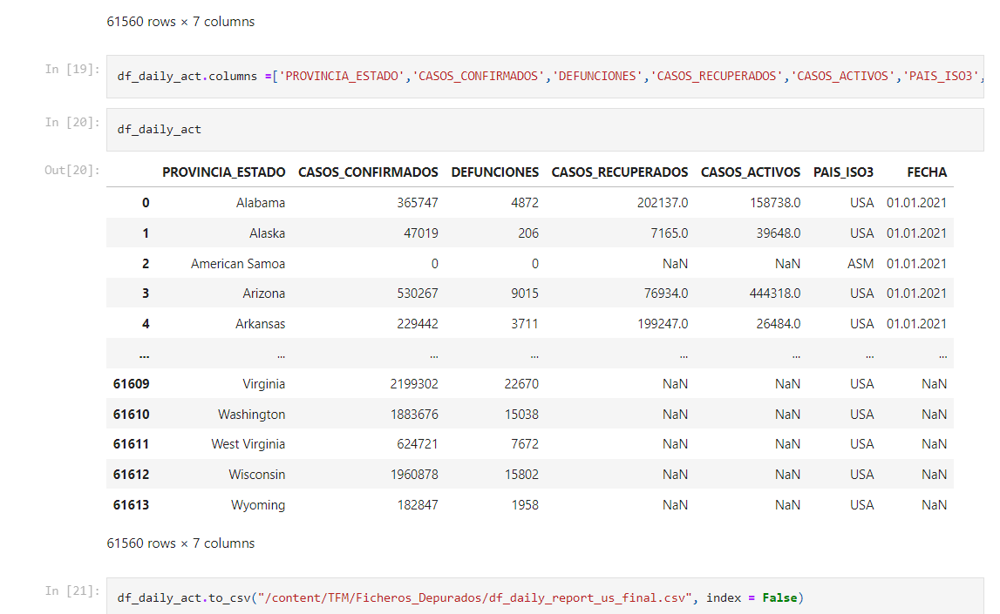 61560 rows × 7 columns
In [19]:
df_daily_act.columns =['PROVINCIA_ESTADO','CASOS_CONFIRMADOS','DEFUNCIONES','CASOS_RECUPERADOS','CASOS_ACTIVOS','PAIS_ISO3',
In [20]:
df_daily_act
Out[20]:
PROVINCIA_ESTADO CASOS_CONFIRMADOS DEFUNCIONES CASOS_RECUPERADOS CASOS_ACTIVOS PAIS_ISO3 FECHA
0 Alabama 365747 4872 202137.0 158738.0 USA 01.01.2021
1 Alaska 47019 206 7165.0 39648.0 USA 01.01.2021
2 American Samoa 0 0 NaN NaN ASM 01.01.2021
3 Arizona 530267 9015 76934.0 444318.0 USA 01.01.2021
4 Arkansas 229442 3711 199247.0 26484.0 USA 01.01.2021
... ... ... ... ... ... ... ...
61609 Virginia 2199302 22670 NaN NaN USA NaN
61610 Washington 1883676 15038 NaN NaN USA NaN
61611 West Virginia 624721 7672 NaN NaN USA NaN
61612 Wisconsin 1960878 15802 NaN NaN USA NaN
61613 Wyoming 182847 1958 NaN NaN USA NaN
61560 rows × 7 columns
In [21]:
df_daily_act.to_csv("/content/TFM/Ficheros_Depurados/df_daily_report_us_final.csv", index = False)